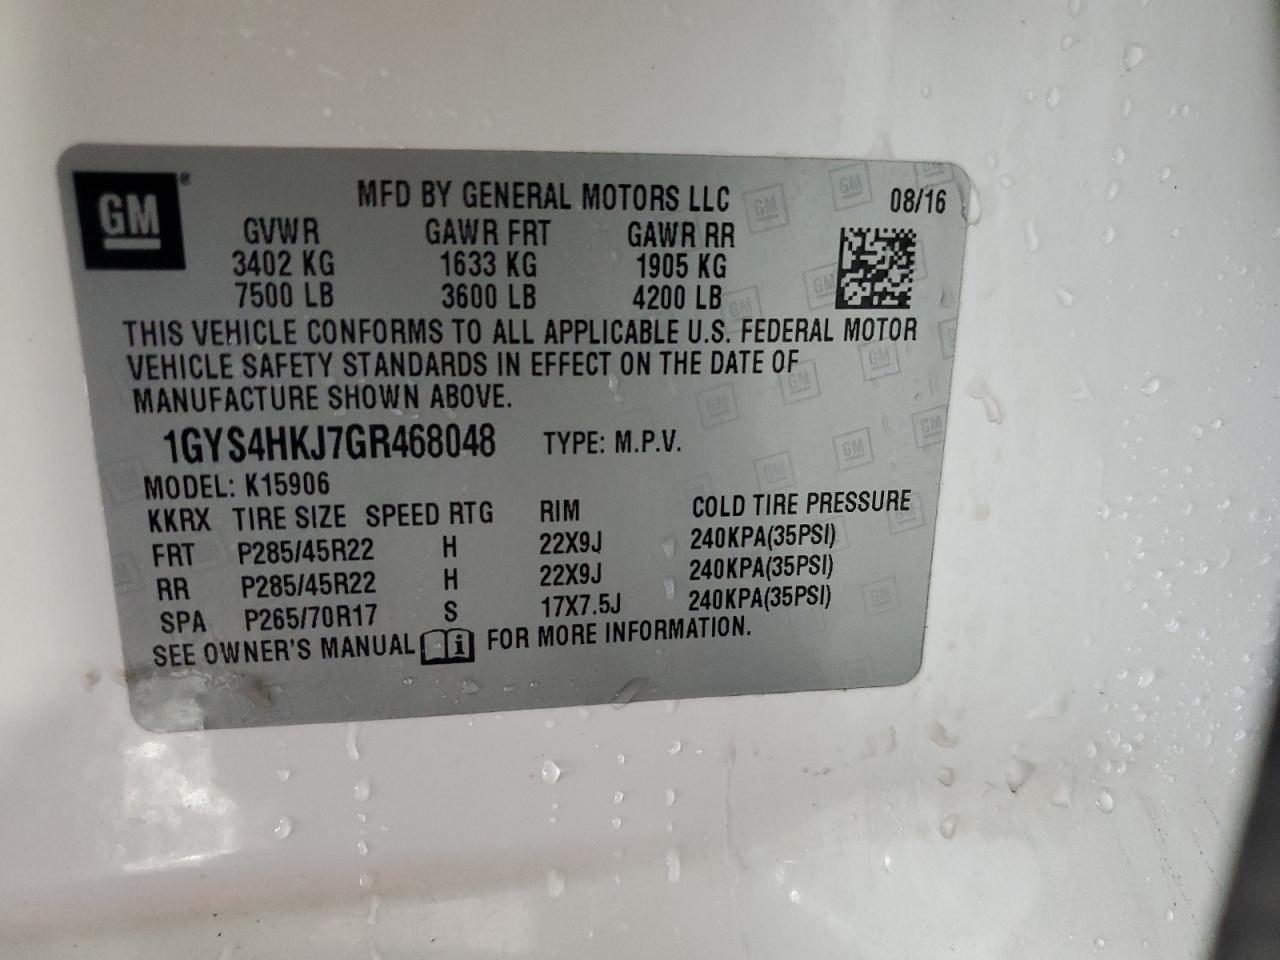 GM
MFD BY GENERAL MOTORS LLC 08/16
GVWR GAWR FRT GAWR RR
3402 KG 1633 KG 1905 KG
7500 LB 3600 LB 4200 LB
THIS VEHICLE CONFORMS TO ALL APPLICABLE U.S. FEDERAL MOTOR
VEHICLE SAFETY STANDARDS IN EFFECT ON THE DATE OF
MANUFACTURE SHOWN ABOVE.
1GYS4HKJ7GR468048 TYPE: M.P.V.
MODEL: K15906
KKRX TIRE SIZE SPEED RTG RIM COLD TIRE PRESSURE
FRT P285/45R22 H 22X9J 240KPA(35PSI)
RR P285/45R22 H 22X9J 240KPA(35PSI)
SPA P265/70R17 S 17X7.5J 240KPA(35PSI)
SEE OWNER'S MANUAL i FOR MORE INFORMATION.